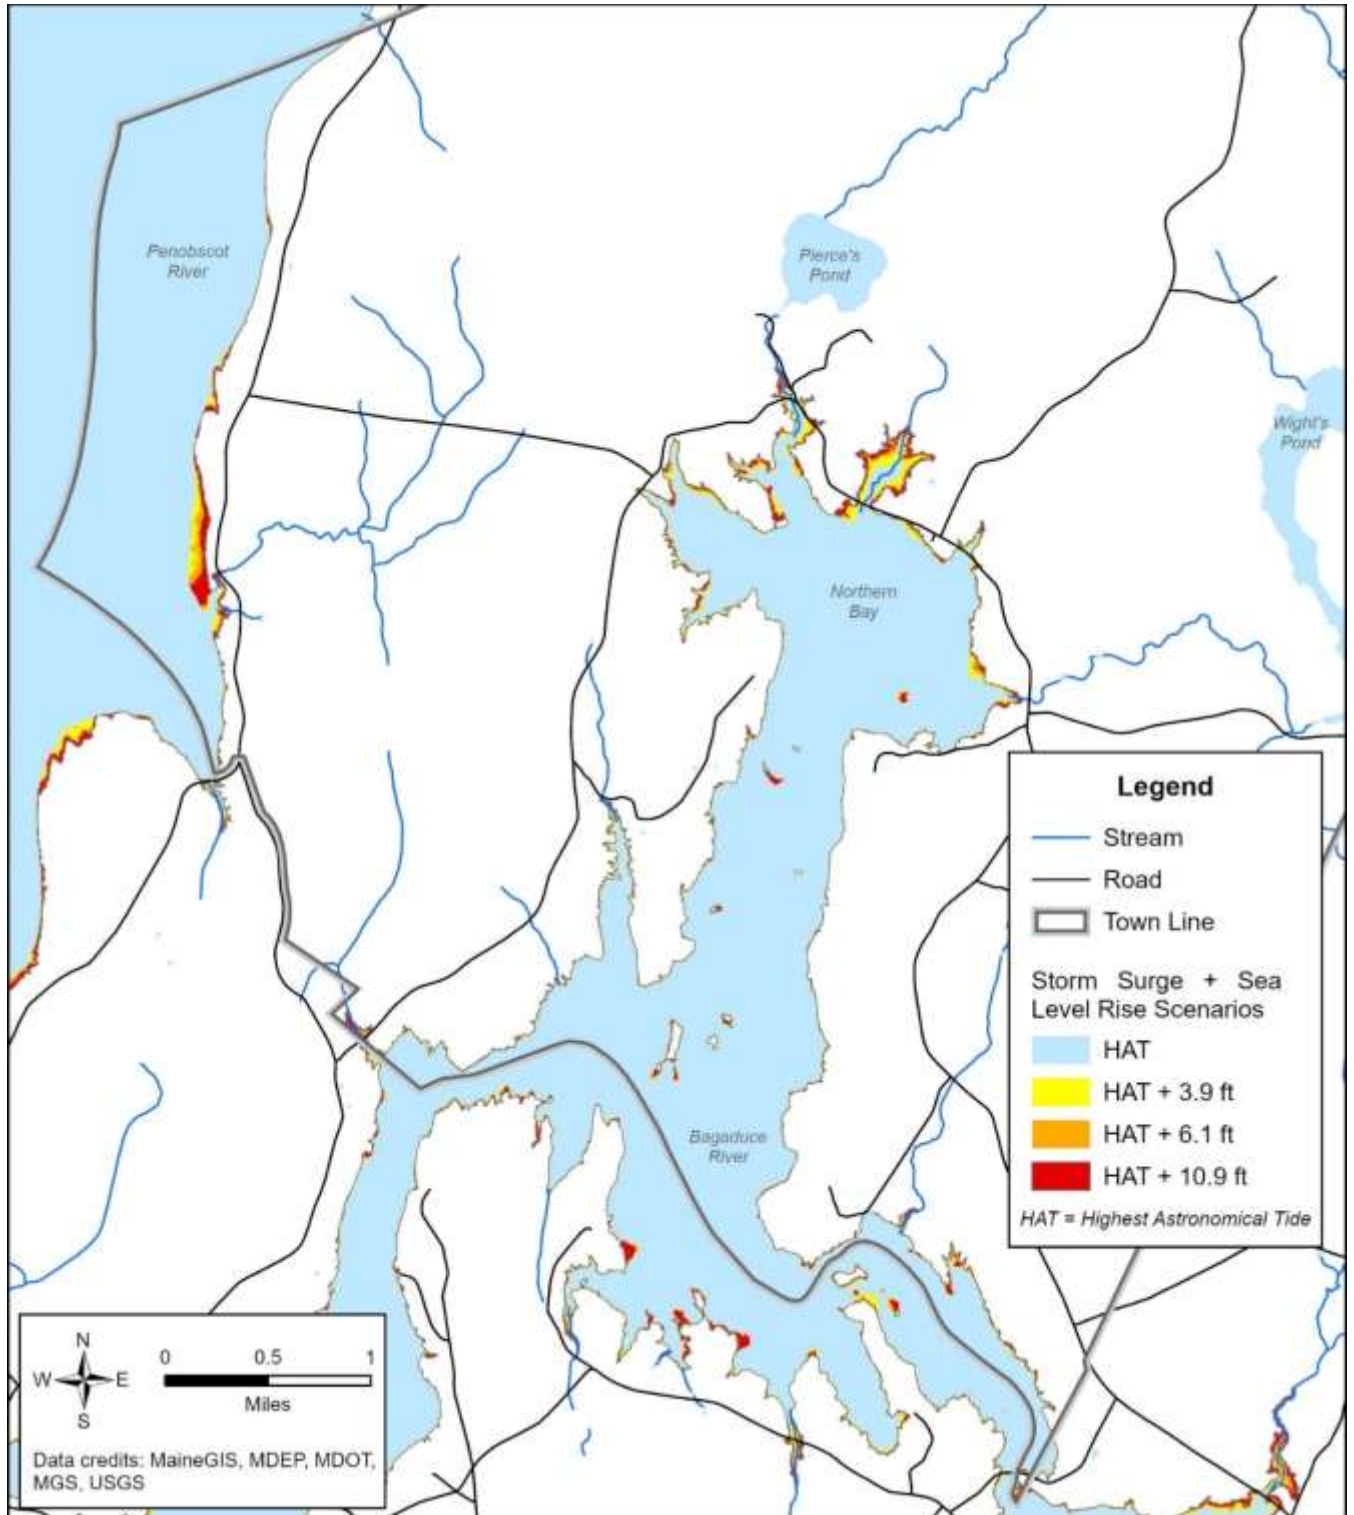 Penobscot
River
Pierce's
Pond
Wight's
Pond
Northern
Bay
Bagaduce
River
Legend
Stream
Road
Town Line
Storm Surge + Sea
Level Rise Scenarios
HAT
HAT + 3.9 ft
HAT + 6.1 ft
HAT + 10.9 ft
HAT = Highest Astronomical Tide
N
W E
S
0 0.5 1
Miles
Data credits: MaineGIS, MDEP, MDOT,
MGS, USGS